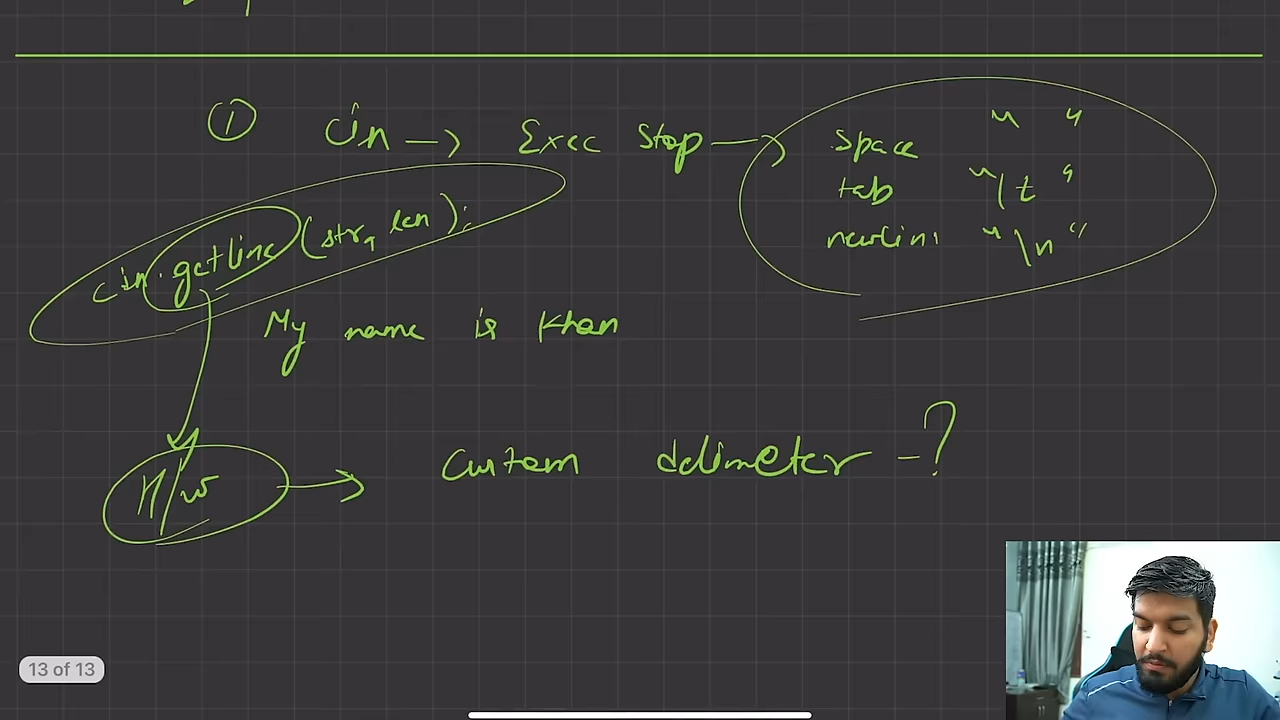 ① cin → Exec stop → space " "
tab "\t"
newline "\n"
cin.getline(str, len);
My name is Khan
H/w → custom delimeter - ?
13 of 13